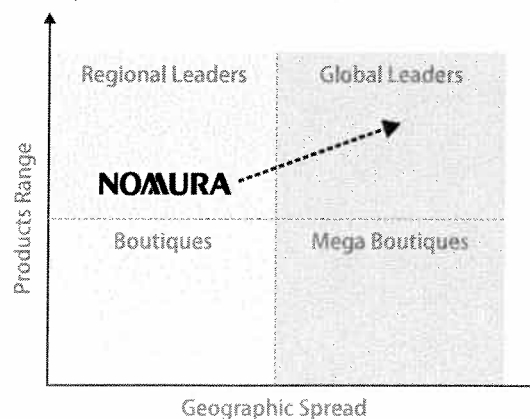 Regional Leaders
Global Leaders
NOMURA
Boutiques
Mega Boutiques
Products Range
Geographic Spread